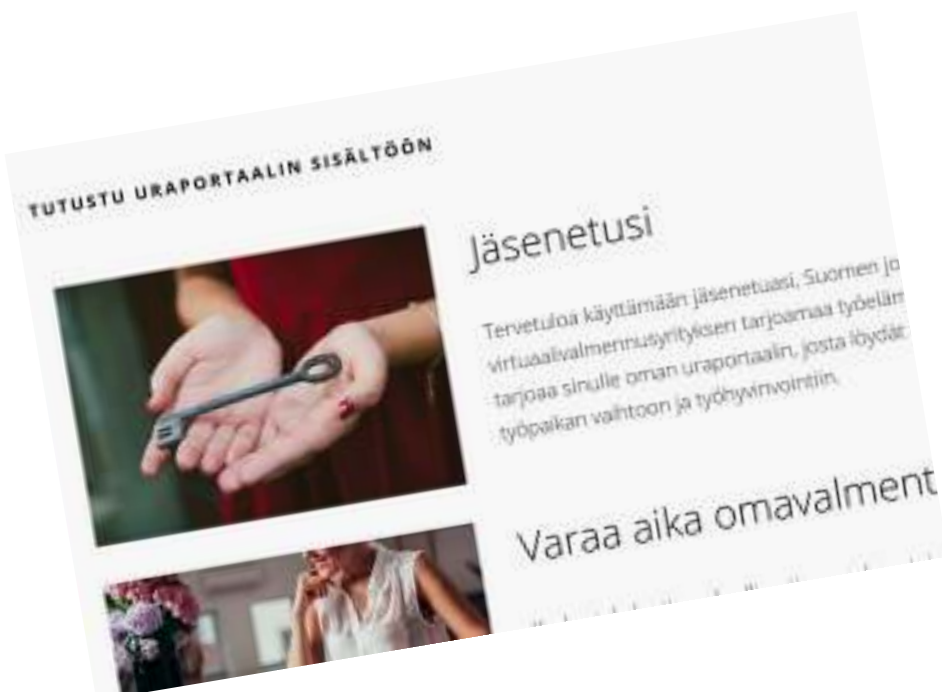 TUTUSTU URAPORTAALIN SISÄLTÖÖN
Jäsenetusi
Tervetuloa käyttämään jäsenetuasi, Suomen
virtuaalivalmennusyrityksen tarjoamaa
tarjoaa sinulle oman uraportaalin, josta löydät
työpaikan vaihtoon ja työhyvinvointiin.
Varaa aika